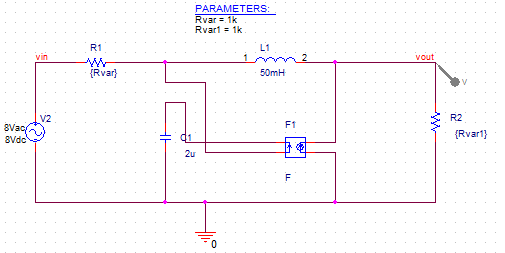 PARAMETERS:
Rvar = 1k
Rvar1 = 1k
vin
R1
{Rvar}
1
L1
2
50mH
vout
V
V2
8Vac
8Vdc
C1
2u
F1
F
R2
{Rvar1}
0